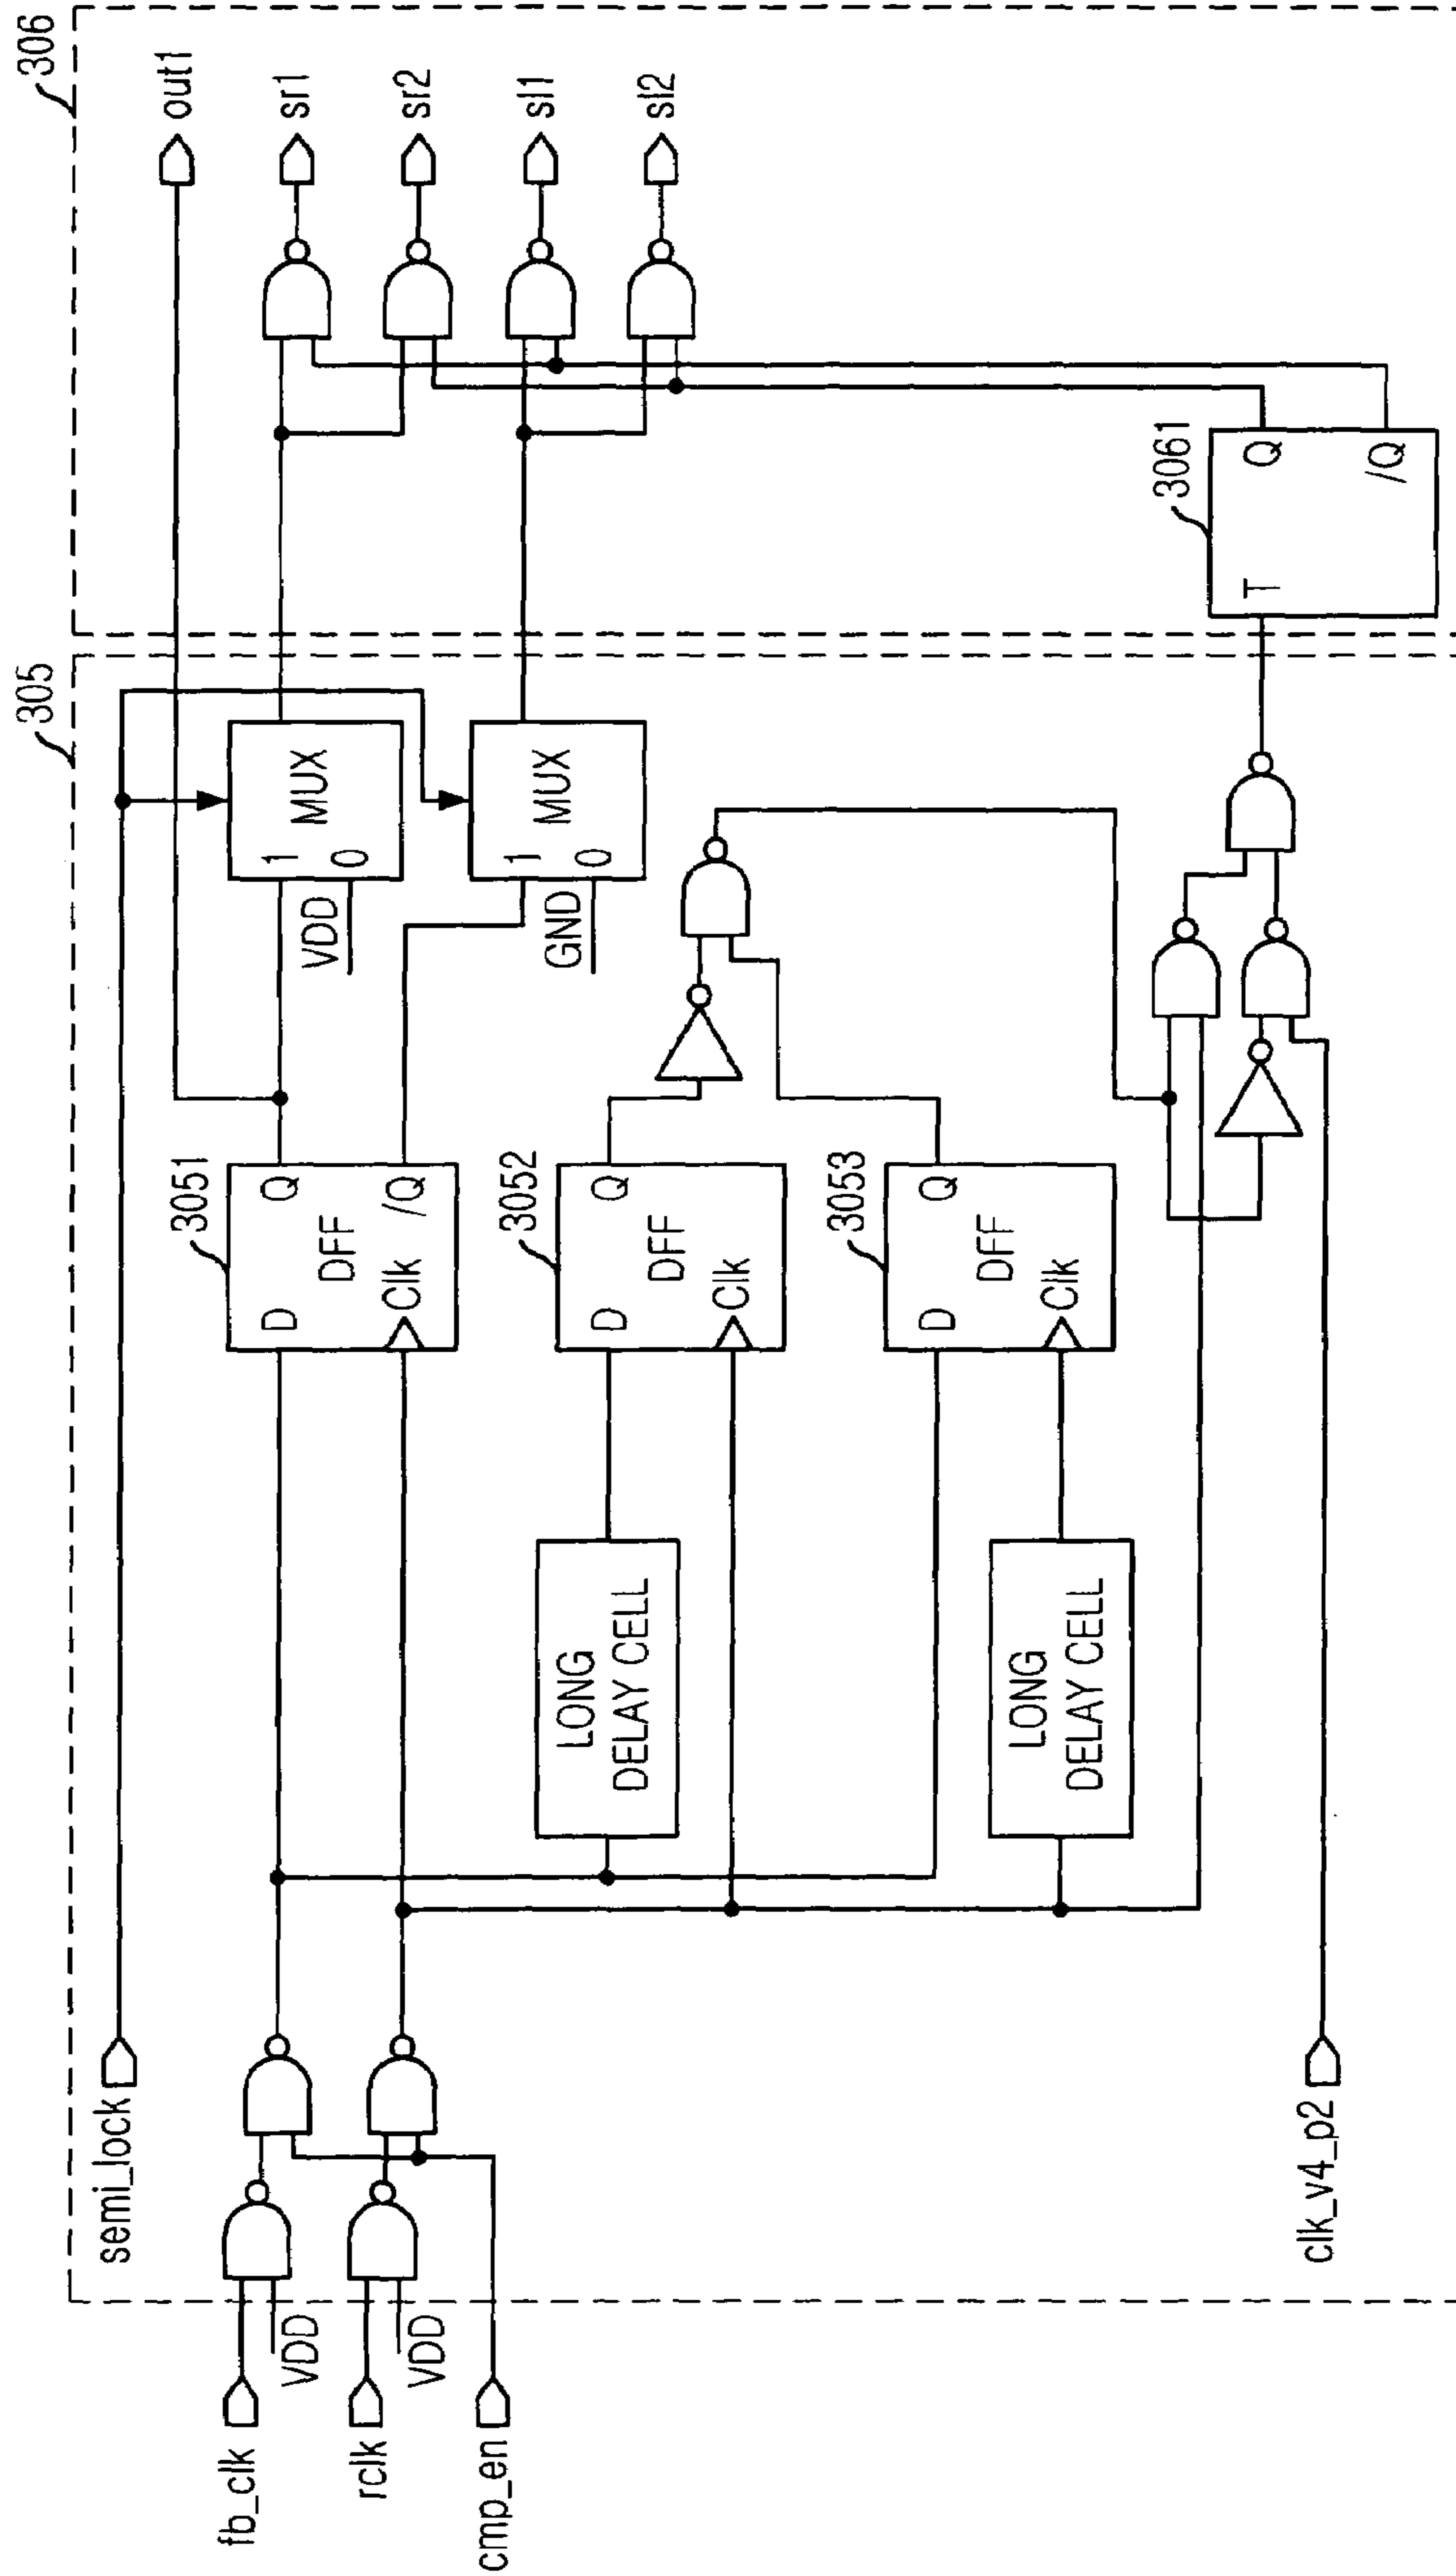 305
306
semi_lock
fb_clk
VDD
rclk
VDD
cmp_en
clk_v4_p2
LONG
DELAY CELL
LONG
DELAY CELL
3051
D
Q
DFF
Clk
/Q
3052
D
Q
DFF
Clk
3053
D
Q
DFF
Clk
VDD
1
0
MUX
GND
1
0
MUX
3061
T
Q
/Q
out1
sr1
sr2
sl1
sl2